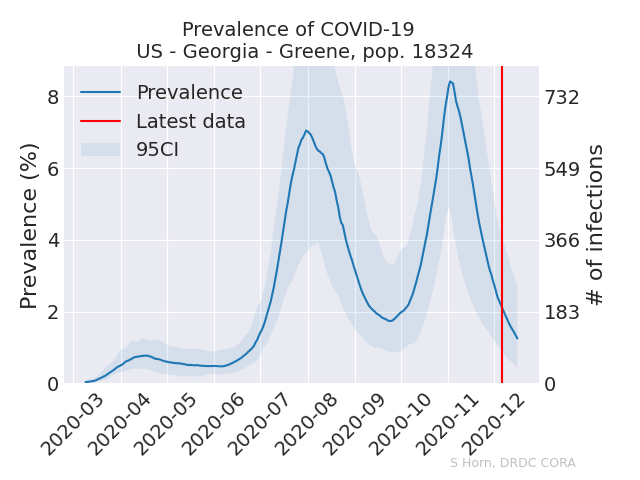 Prevalence of COVID-19
US - Georgia - Greene, pop. 18324
Prevalence
Latest data
95CI
Prevalence (%)
8
6
4
2
0
732
549
366
183
0
# of infections
2020-03
2020-04
2020-05
2020-06
2020-07
2020-08
2020-09
2020-10
2020-11
2020-12
S Horn, DRDC CORA